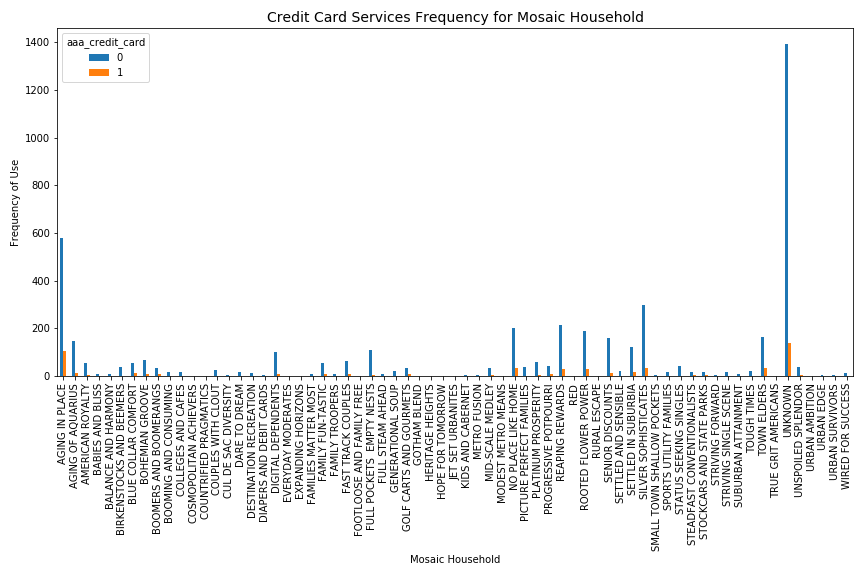 Credit Card Services Frequency for Mosaic Household
aaa_credit_card
0
1
Frequency of Use
1400
1200
1000
800
600
400
200
0
AGING IN PLACE
AGING OF AQUARIUS
AMERICAN ROYALTY
BABIES AND BLISS
BALANCE AND HARMONY
BIRKENSTOCKS AND BEEMERS
BLUE COLLAR COMFORT
BOHEMIAN GROOVE
BOOMERS AND BOOMERANGS
BOOMING AND CONSUMING
COLLEGES AND CAFES
COSMOPOLITAN ACHIEVERS
COUNTRIFIED PRAGMATICS
COUPLES WITH CLOUT
CUL DE SAC DIVERSITY
DARE TO DREAM
DESTINATION RECREATION
DIAPERS AND DEBIT CARDS
DIGITAL DEPENDENTS
EVERYDAY MODERATES
EXPANDING HORIZONS
FAMILIES MATTER MOST
FAMILY FUN-TASTIC
FAMILY TROOPERS
FAST TRACK COUPLES
FOOTLOOSE AND FAMILY FREE
FULL POCKETS  EMPTY NESTS
FULL STEAM AHEAD
GENERATIONAL SOUP
GOLF CARTS AND GOURMETS
GOTHAM BLEND
HERITAGE HEIGHTS
HOPE FOR TOMORROW
JET SET URBANITES
KIDS AND CABERNET
METRO FUSION
MID-SCALE MEDLEY
MODEST METRO MEANS
NO PLACE LIKE HOME
PICTURE PERFECT FAMILIES
PLATINUM PROSPERITY
PROGRESSIVE POTPOURRI
REAPING REWARDS
RED
ROOTED FLOWER POWER
RURAL ESCAPE
SENIOR DISCOUNTS
SETTLED AND SENSIBLE
SETTLED IN SUBURBIA
SILVER SOPHISTICATES
SMALL TOWN SHALLOW POCKETS
SPORTS UTILITY FAMILIES
STATUS SEEKING SINGLES
STEADFAST CONVENTIONALISTS
STOCKCARS AND STATE PARKS
STRIVING FORWARD
STRIVING SINGLE SCENE
SUBURBAN ATTAINMENT
TOUGH TIMES
TOWN ELDERS
TRUE GRIT AMERICANS
UNKNOWN
UNSPOILED SPLENDOR
URBAN AMBITION
URBAN EDGE
URBAN SURVIVORS
WIRED FOR SUCCESS
Mosaic Household